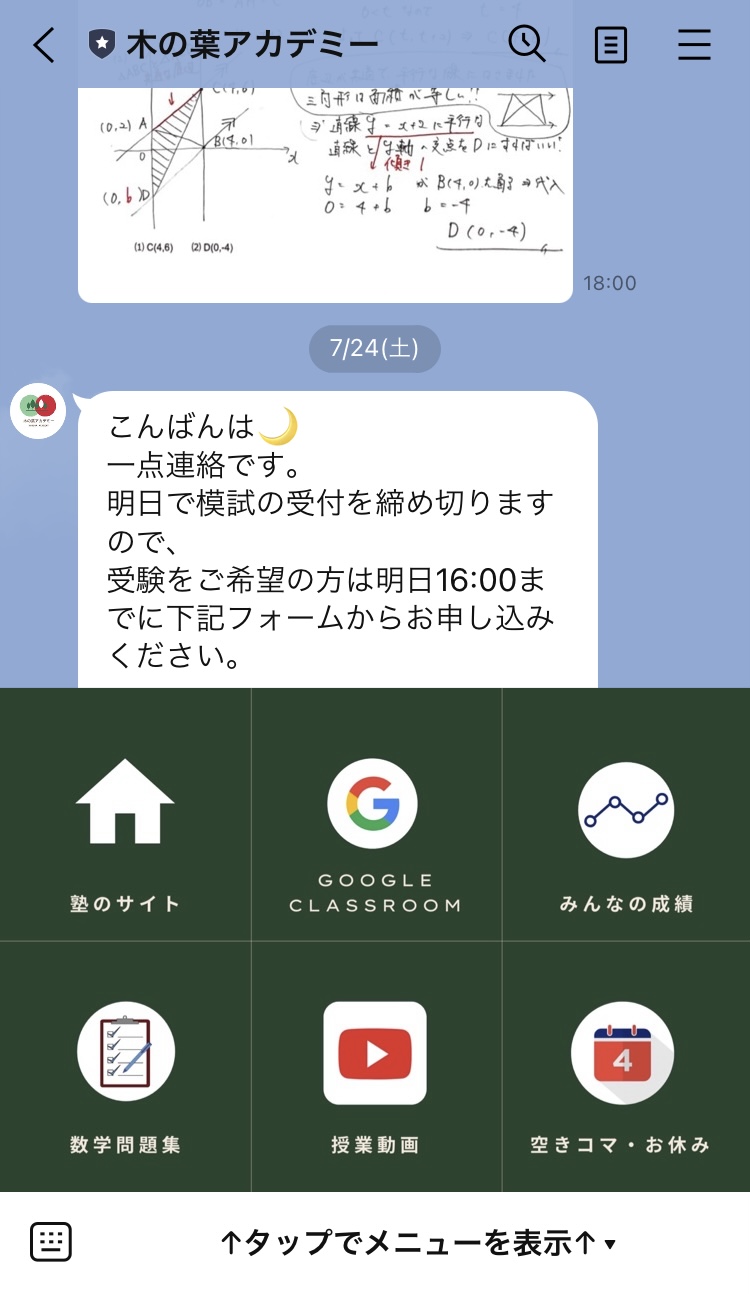 木の葉アカデミー
三角形は面積が等しい!!
(0,2) A
⇒ 直線 y = x+2 に平行な
B(4,0)
直線と y軸の交点を Dにすればいい!
0
x
傾き1
(0,b)D
y = x+b が B(4,0)を通る⇒代入
0 = 4+b b=-4
D(0,-4)
(1) C(4,6) (2) D(0,-4)
18:00
7/24(土)
こんばんは🌙
一点連絡です。
明日で模試の受付を締め切ります
ので、
受験をご希望の方は明日16:00ま
でに下記フォームからお申し込み
ください。
塾のサイト
GOOGLE
CLASSROOM
みんなの成績
4
数学問題集
授業動画
空きコマ・お休み
↑タップでメニューを表示↑▼